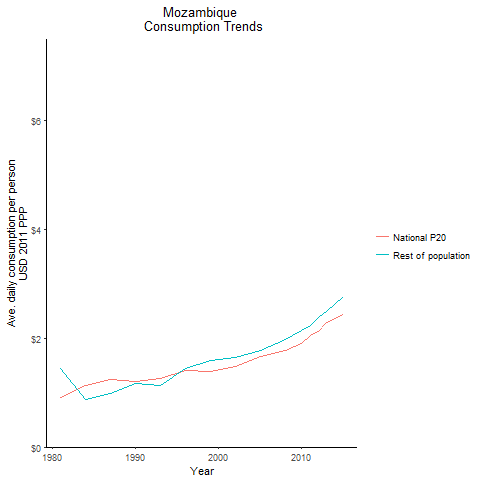 Mozambique
Consumption Trends
Ave. daily consumption per person
USD 2011 PPP
$6
$4
$2
$0
1980
1990
2000
2010
Year
National P20
Rest of population